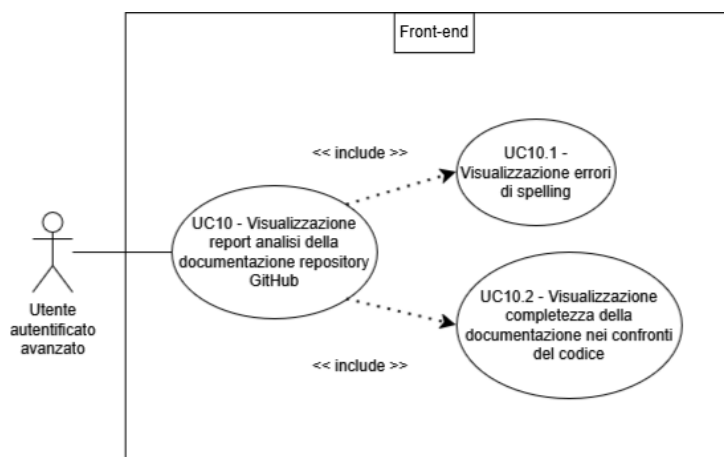 Front-end
<< include >>
UC10.1 -
Visualizzazione errori
di spelling
UC10 - Visualizzazione
report analisi della
documentazione repository
GitHub
Utente
autentificato
avanzato
UC10.2 - Visualizzazione
completezza della
documentazione nei confronti
del codice
<< include >>